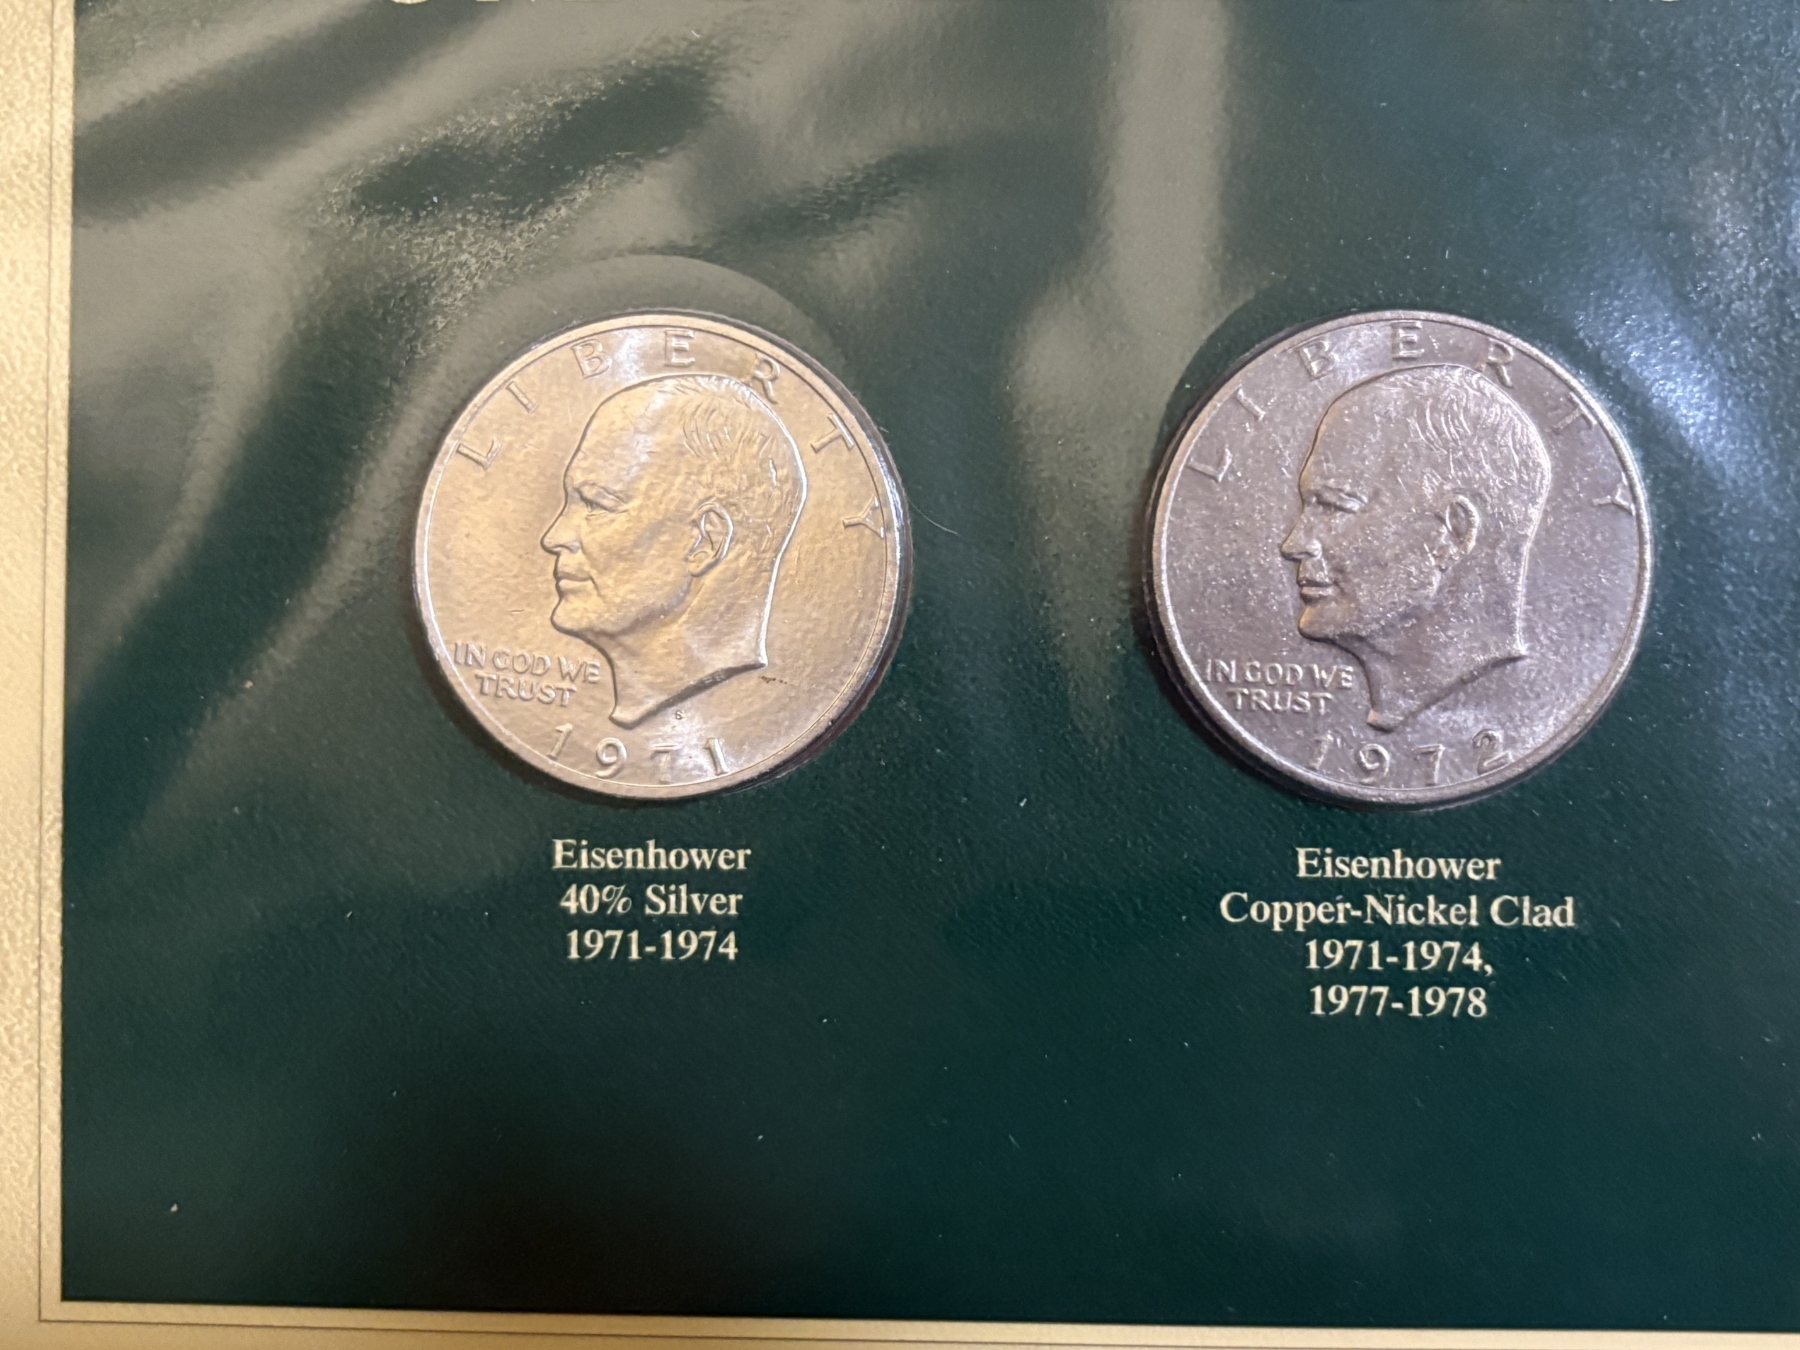 LIBERTY
IN GOD WE
TRUST
S
1971
Eisenhower
40% Silver
1971-1974
LIBERTY
IN GOD WE
TRUST
1972
Eisenhower
Copper-Nickel Clad
1971-1974,
1977-1978